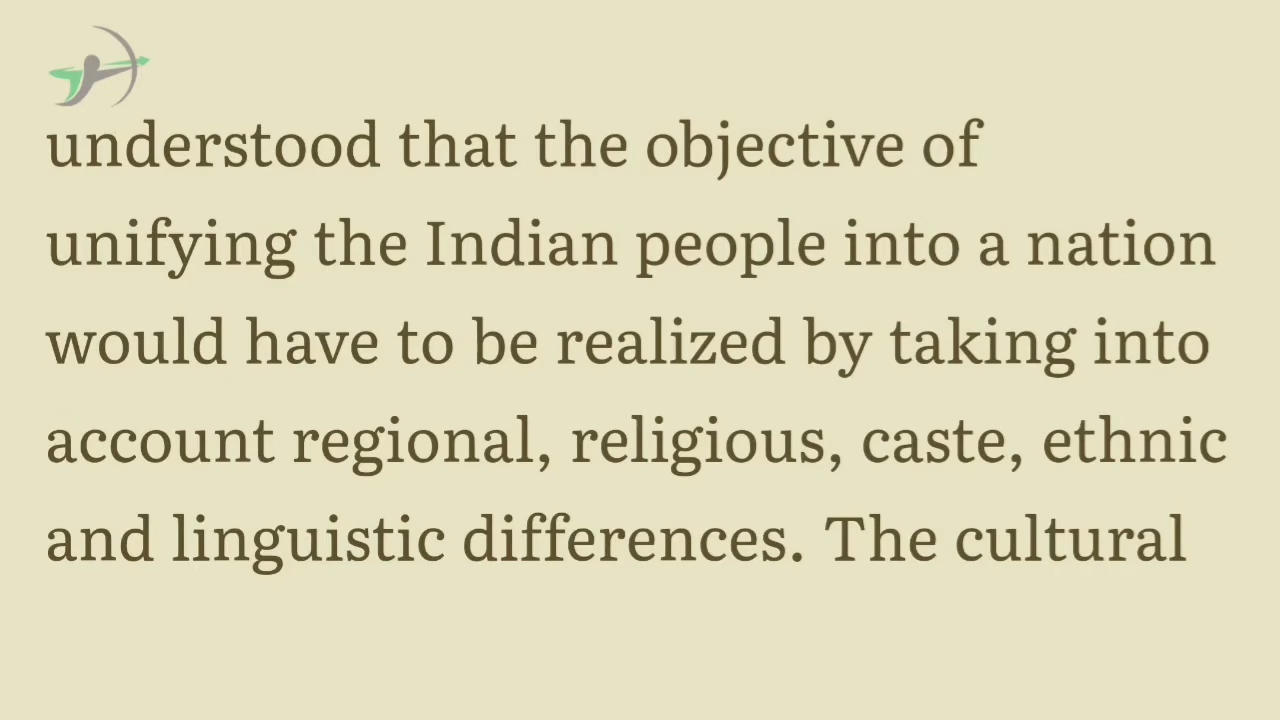 understood that the objective of
unifying the Indian people into a nation
would have to be realized by taking into
account regional, religious, caste, ethnic
and linguistic differences. The cultural